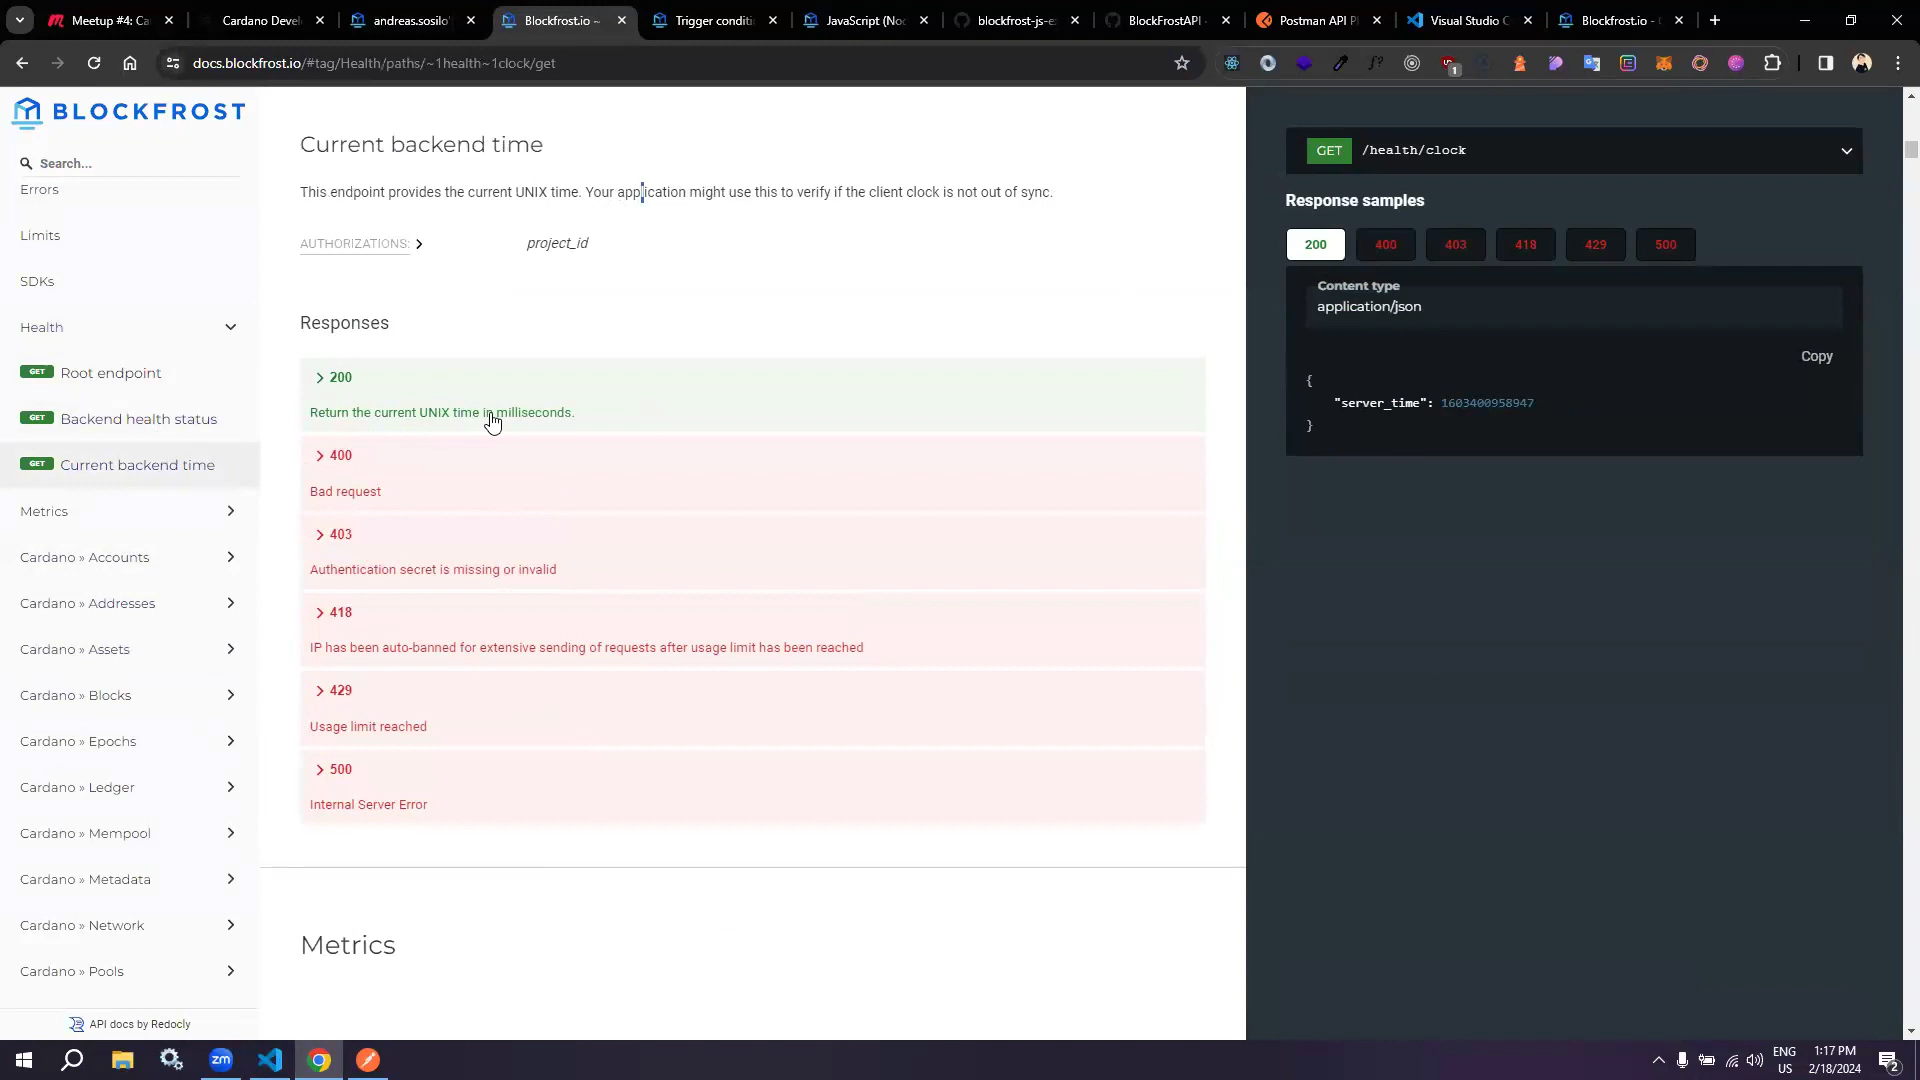 Meetup #4: Ca
Cardano Devel
andreas.sosilo
Blockfrost.io ~
Trigger conditi
JavaScript (No
blockfrost-js-e
BlockFrostAPI
Postman API P
Visual Studio C
Blockfrost.io -
docs.blockfrost.io/#tag/Health/paths/~1health~1clock/get
1
BLOCKFROST
Search...
Errors
Limits
SDKs
Health
GET Root endpoint
GET Backend health status
GET Current backend time
Metrics
Cardano » Accounts
Cardano » Addresses
Cardano » Assets
Cardano » Blocks
Cardano » Epochs
Cardano » Ledger
Cardano » Mempool
Cardano » Metadata
Cardano » Network
Cardano » Pools
API docs by Redocly
Current backend time
This endpoint provides the current UNIX time. Your application might use this to verify if the client clock is not out of sync.
AUTHORIZATIONS: project_id
Responses
200
Return the current UNIX time in milliseconds.
400
Bad request
403
Authentication secret is missing or invalid
418
IP has been auto-banned for extensive sending of requests after usage limit has been reached
429
Usage limit reached
500
Internal Server Error
Metrics
GET /health/clock
Response samples
200 400 403 418 429 500
Content type
application/json
Copy
{
"server_time": 1603400958947
}
zm
ENG
US
1:17 PM
2/18/2024
2